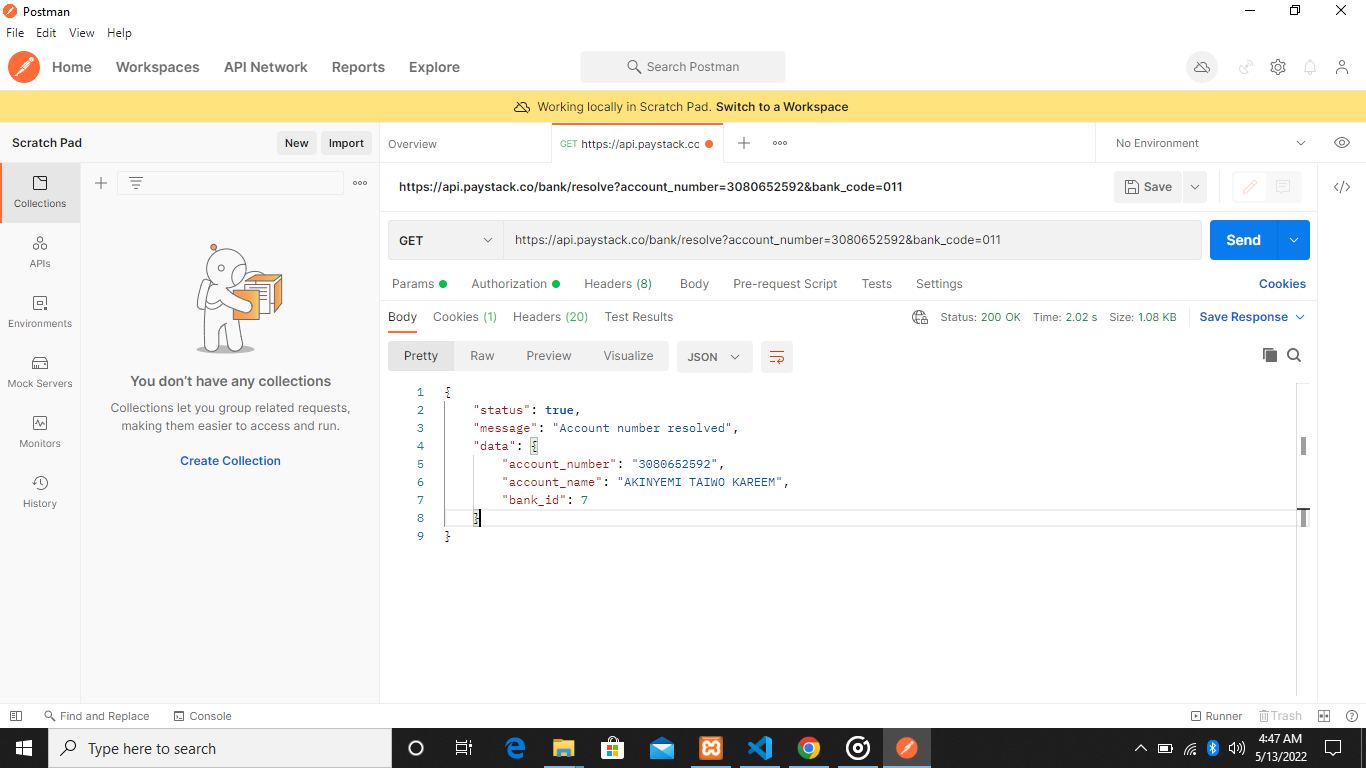 Postman
File Edit View Help
Home Workspaces API Network Reports Explore Search Postman
Working locally in Scratch Pad. Switch to a Workspace
Scratch Pad New Import Overview GET https://api.paystack.co No Environment
https://api.paystack.co/bank/resolve?account_number=3080652592&bank_code=011 Save
Collections
GET https://api.paystack.co/bank/resolve?account_number=3080652592&bank_code=011 Send
APIs
Params Authorization Headers (8) Body Pre-request Script Tests Settings Cookies
Environments
Body Cookies (1) Headers (20) Test Results Status: 200 OK Time: 2.02 s Size: 1.08 KB Save Response
Pretty Raw Preview Visualize JSON
Mock Servers
You don't have any collections
Collections let you group related requests,
making them easier to access and run.
Monitors
Create Collection
History
1 {
2 "status": true,
3 "message": "Account number resolved",
4 "data": {
5 "account_number": "3080652592",
6 "account_name": "AKINYEMI TAIWO KAREEM",
7 "bank_id": 7
8 }
9 }
Find and Replace Console Runner Trash
Type here to search
4:47 AM
5/13/2022